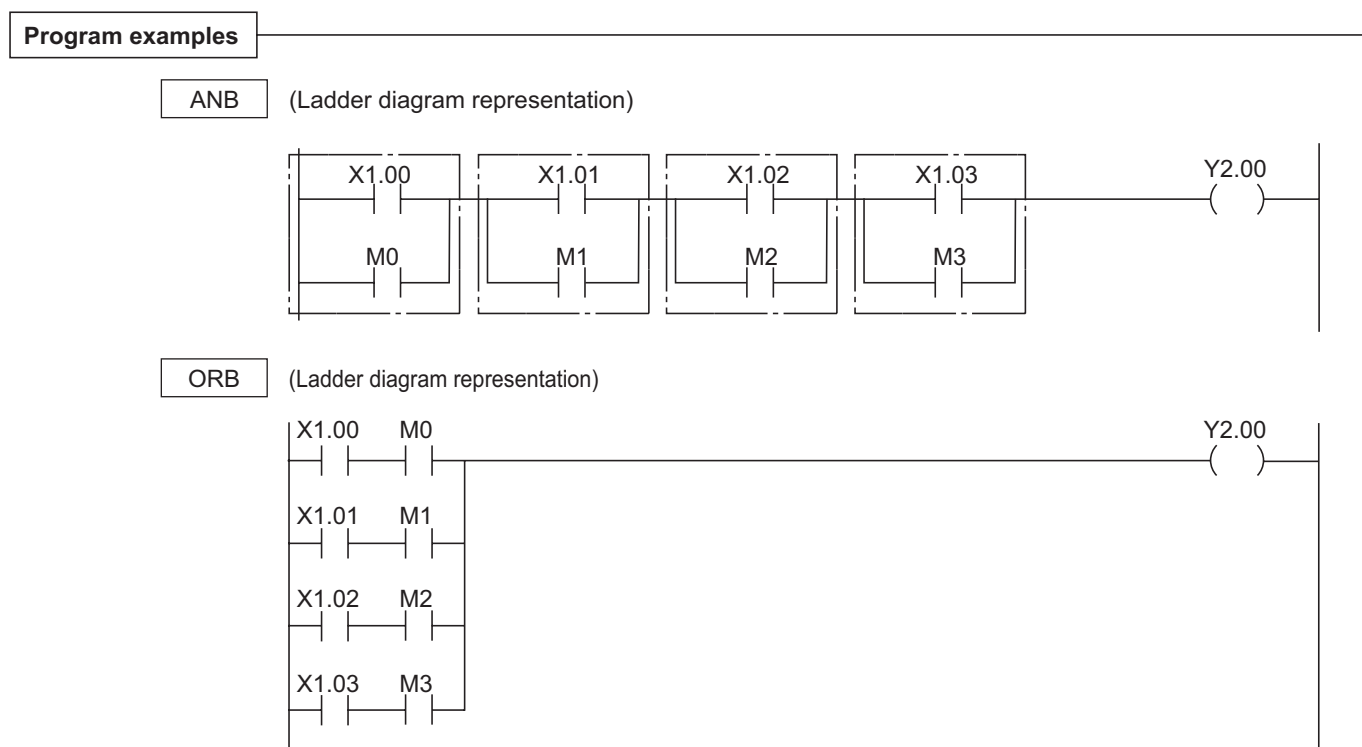 Program examples
ANB (Ladder diagram representation)
X1.00 X1.01 X1.02 X1.03 Y2.00
M0 M1 M2 M3
ORB (Ladder diagram representation)
X1.00 M0 Y2.00
X1.01 M1
X1.02 M2
X1.03 M3